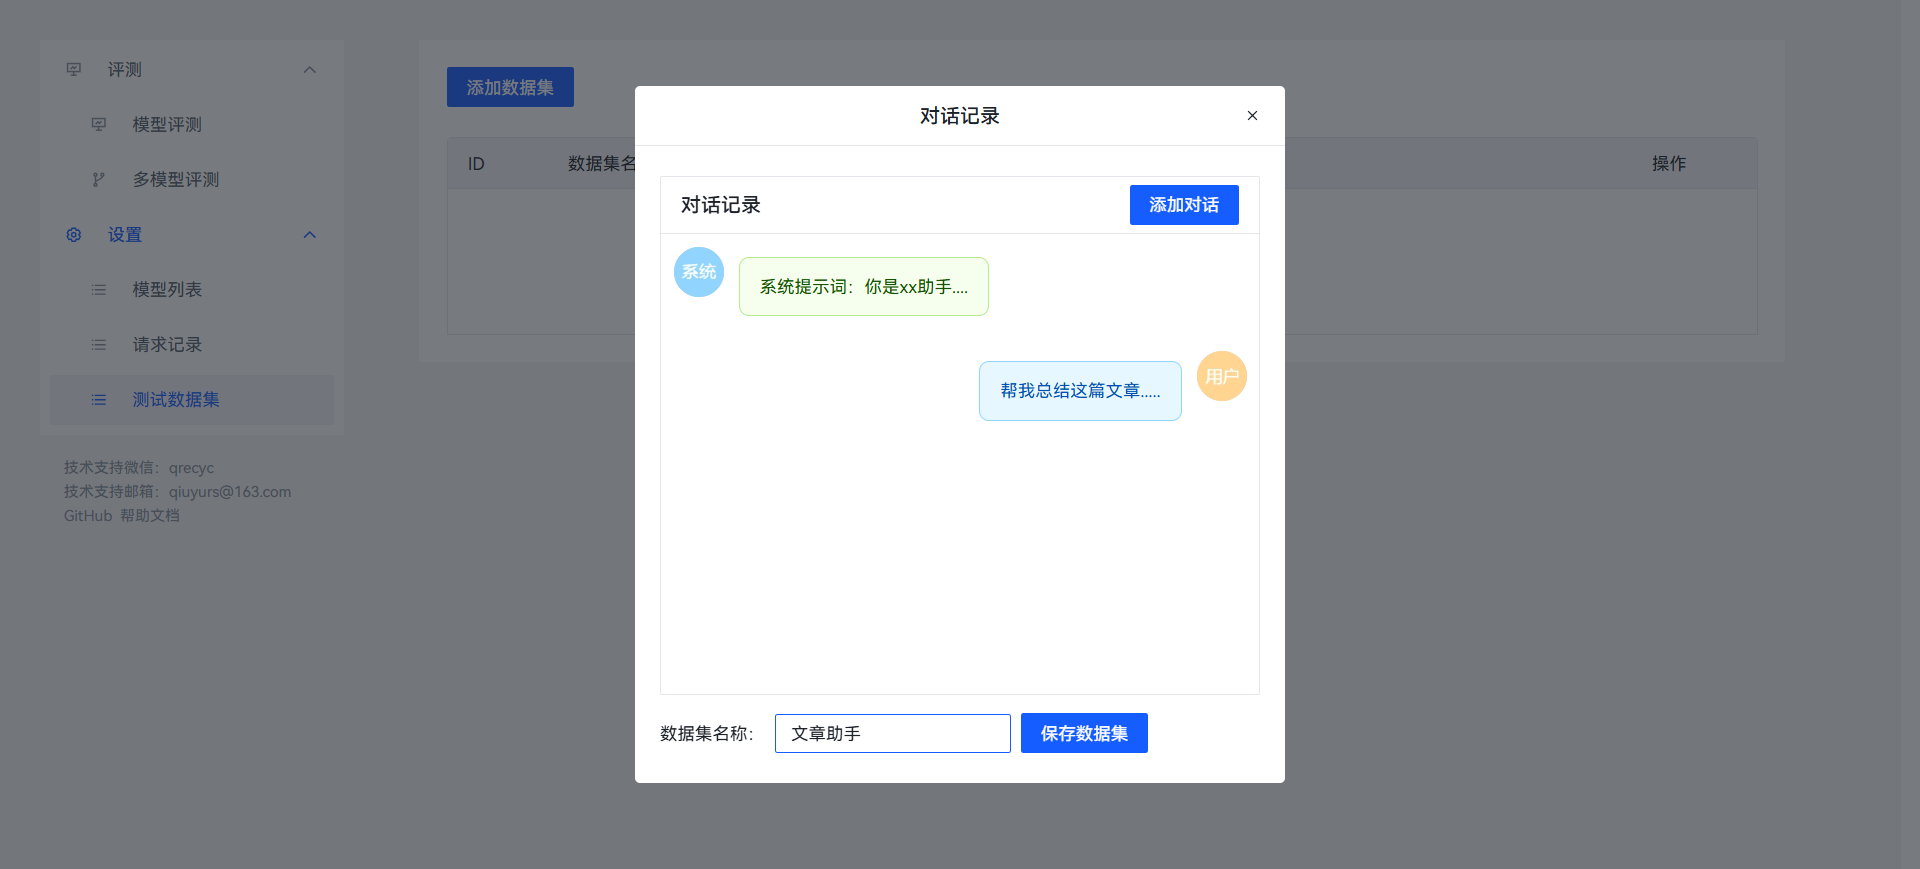 评测
模型评测
多模型评测
设置
模型列表
请求记录
测试数据集
技术支持微信：qrecyc
技术支持邮箱：qiuyurs@163.com
GitHub 帮助文档
添加数据集
ID 数据集名 操作
对话记录
对话记录 添加对话
系统 系统提示词：你是xx助手....
帮我总结这篇文章..... 用户
数据集名称： 文章助手 保存数据集